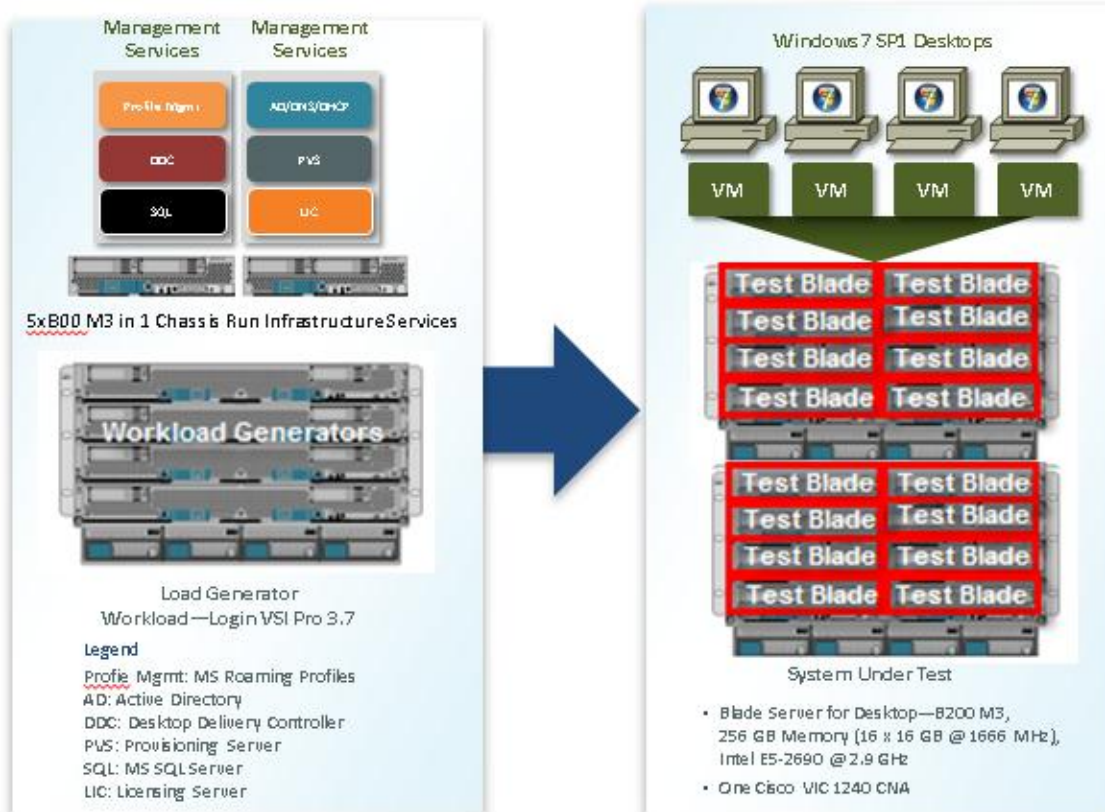 Management Services
Management Services
Profile Mgmt
AD/DNS/DHCP
DDC
PVS
SQL
LIC
5xB00 M3 in 1 Chassis Run Infrastructure Services
Workload Generators
Load Generator
Workload—Login VSI Pro 3.7
Legend
Profie Mgmt: MS Roaming Profiles
AD: Active Directory
DDC: Desktop Delivery Controller
PVS: Provisioning Server
SQL: MS SQL Server
LIC: Licensing Server
Windows 7 SP1 Desktops
VM VM VM VM
Test Blade Test Blade
Test Blade Test Blade
Test Blade Test Blade
Test Blade Test Blade
Test Blade Test Blade
Test Blade Test Blade
Test Blade Test Blade
Test Blade Test Blade
System Under Test
• Blade Server for Desktop—B200 M3,
256 GB Memory (16 x 16 GB @ 1666 MHz),
Intel E5-2690 @ 2.9 GHz
• One Cisco VIC 1240 CNA